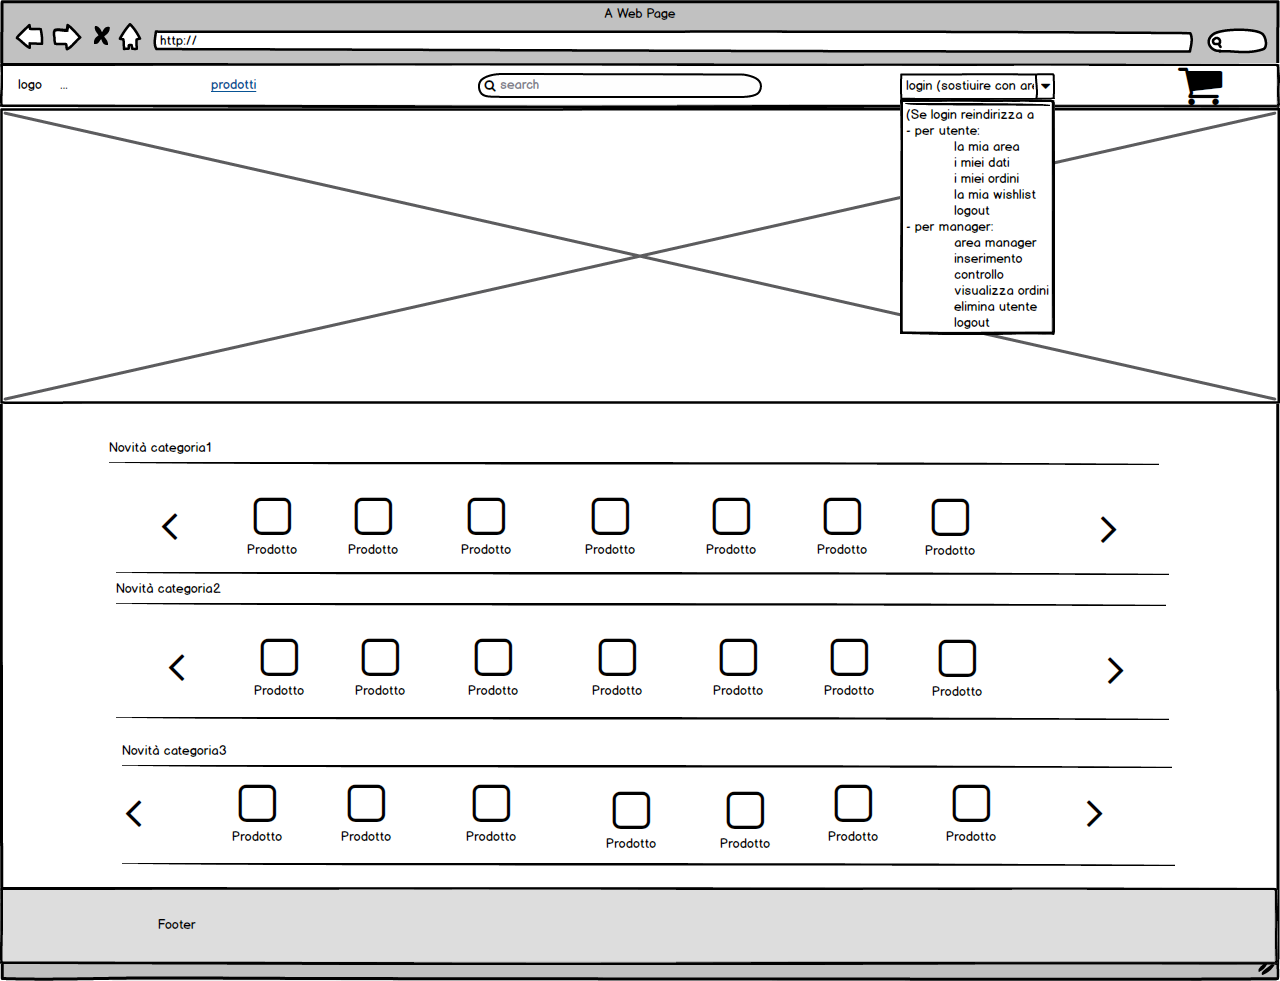 A Web Page
http://
logo ... prodotti search login (sostiuire con are
(Se login reindirizza a
- per utente:
la mia area
i miei dati
i miei ordini
la mia wishlist
logout
- per manager:
area manager
inserimento
controllo
visualizza ordini
elimina utente
logout
Novità categoria1
Prodotto Prodotto Prodotto Prodotto Prodotto Prodotto Prodotto
Novità categoria2
Prodotto Prodotto Prodotto Prodotto Prodotto Prodotto Prodotto
Novità categoria3
Prodotto Prodotto Prodotto Prodotto Prodotto Prodotto Prodotto
Footer